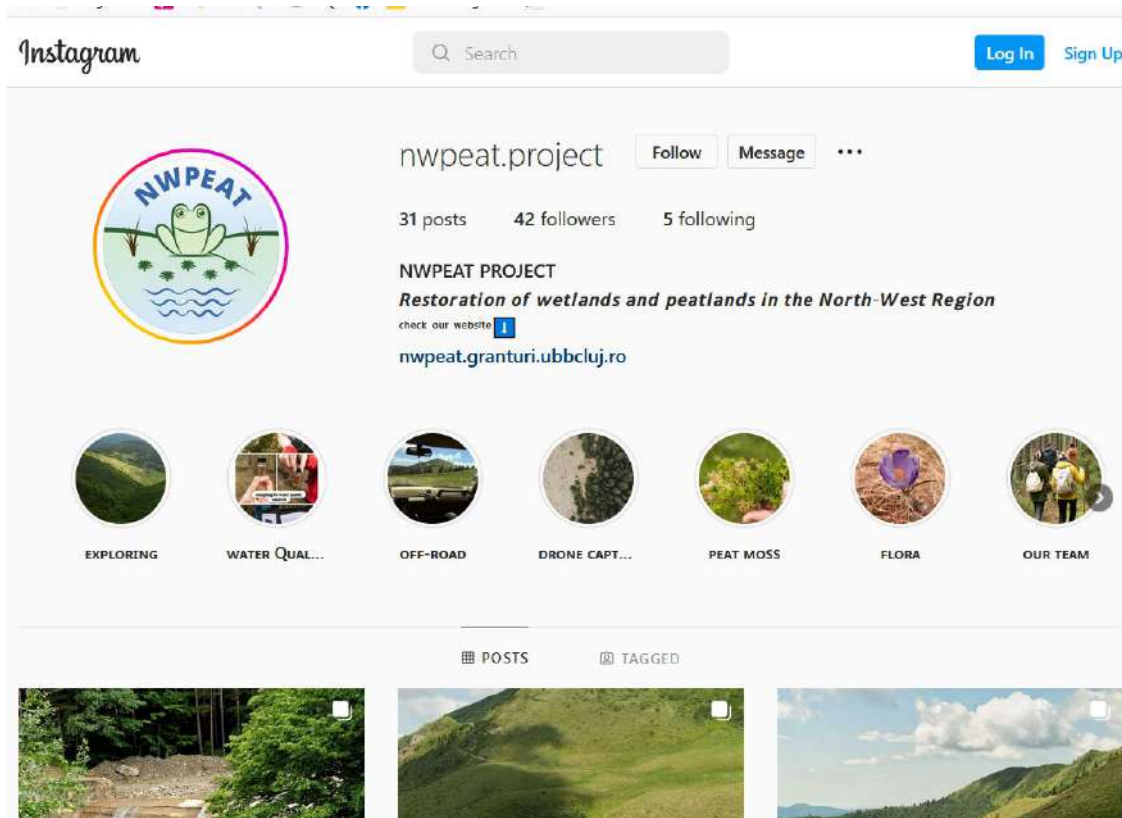 Instagram
Search
Log In
Sign Up
NWPEAT
nwpeat.project
Follow
Message
31 posts 42 followers 5 following
NWPEAT PROJECT
Restoration of wetlands and peatlands in the North-West Region
check our website
nwpeat.granturi.ubbcluj.ro
EXPLORING
WATER QUAL...
OFF-ROAD
DRONE CAPT...
PEAT MOSS
FLORA
OUR TEAM
POSTS
TAGGED